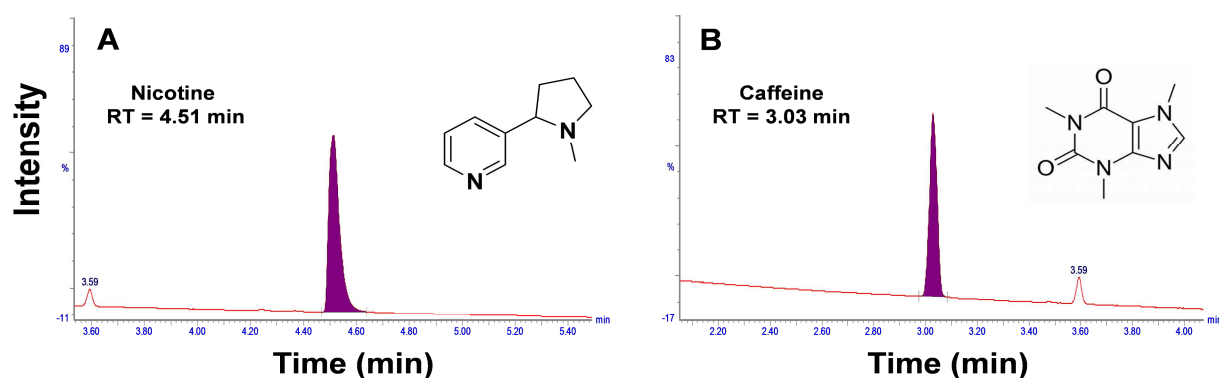 A
89
Nicotine
RT = 4.51 min
N
N
Intensity
%
3.59
-11
3.60 3.80 4.00 4.20 4.40 4.60 4.80 5.00 5.20 5.40 min
Time (min)
B
83
Caffeine
RT = 3.03 min
O
N
N
O
N
N
%
3.59
-17
2.20 2.40 2.60 2.80 3.00 3.20 3.40 3.60 3.80 4.00 min
Time (min)